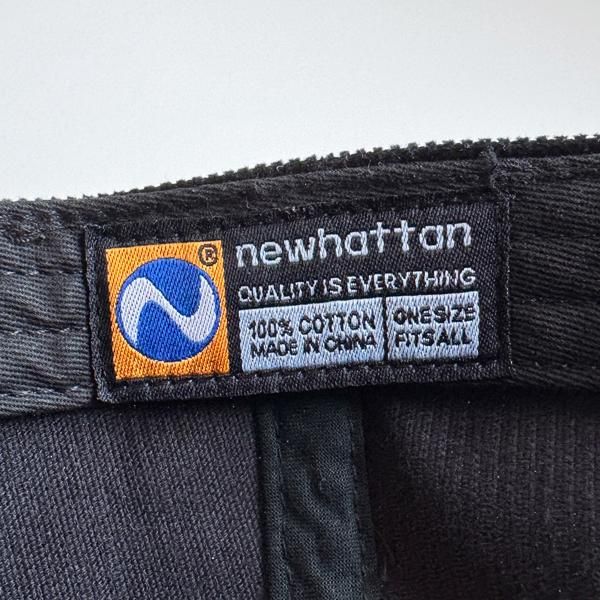 ®
newhattan
QUALITY IS EVERYTHING
100% COTTON
MADE IN CHINA
ONE SIZE
FITS ALL